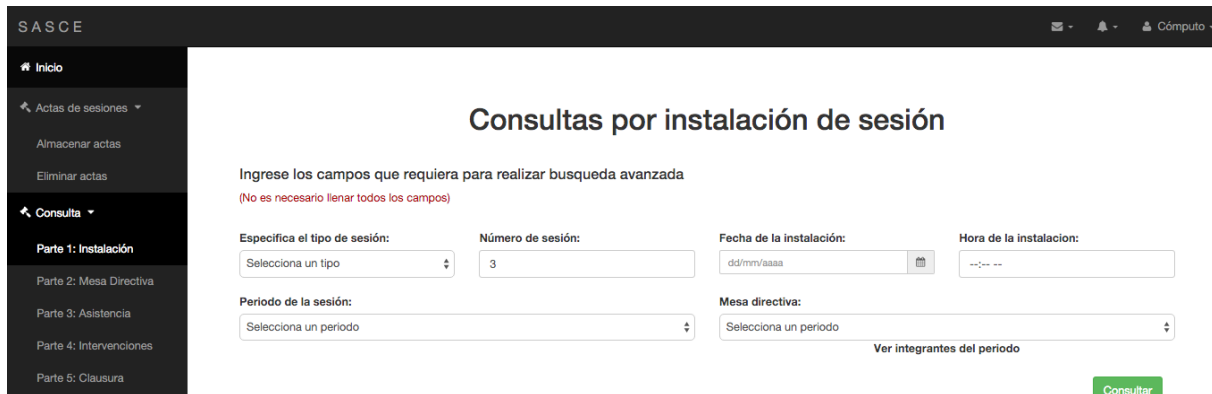 SASCE
Cómputo
Inicio
Actas de sesiones
Almacenar actas
Eliminar actas
Consulta
Parte 1: Instalación
Parte 2: Mesa Directiva
Parte 3: Asistencia
Parte 4: Intervenciones
Parte 5: Clausura
Consultas por instalación de sesión
Ingrese los campos que requiera para realizar busqueda avanzada
(No es necesario llenar todos los campos)
Especifica el tipo de sesión: Número de sesión: Fecha de la instalación: Hora de la instalacion:
Selecciona un tipo 3 dd/mm/aaaa --:-- --
Periodo de la sesión: Mesa directiva:
Selecciona un periodo Selecciona un periodo
Ver integrantes del periodo
Consultar